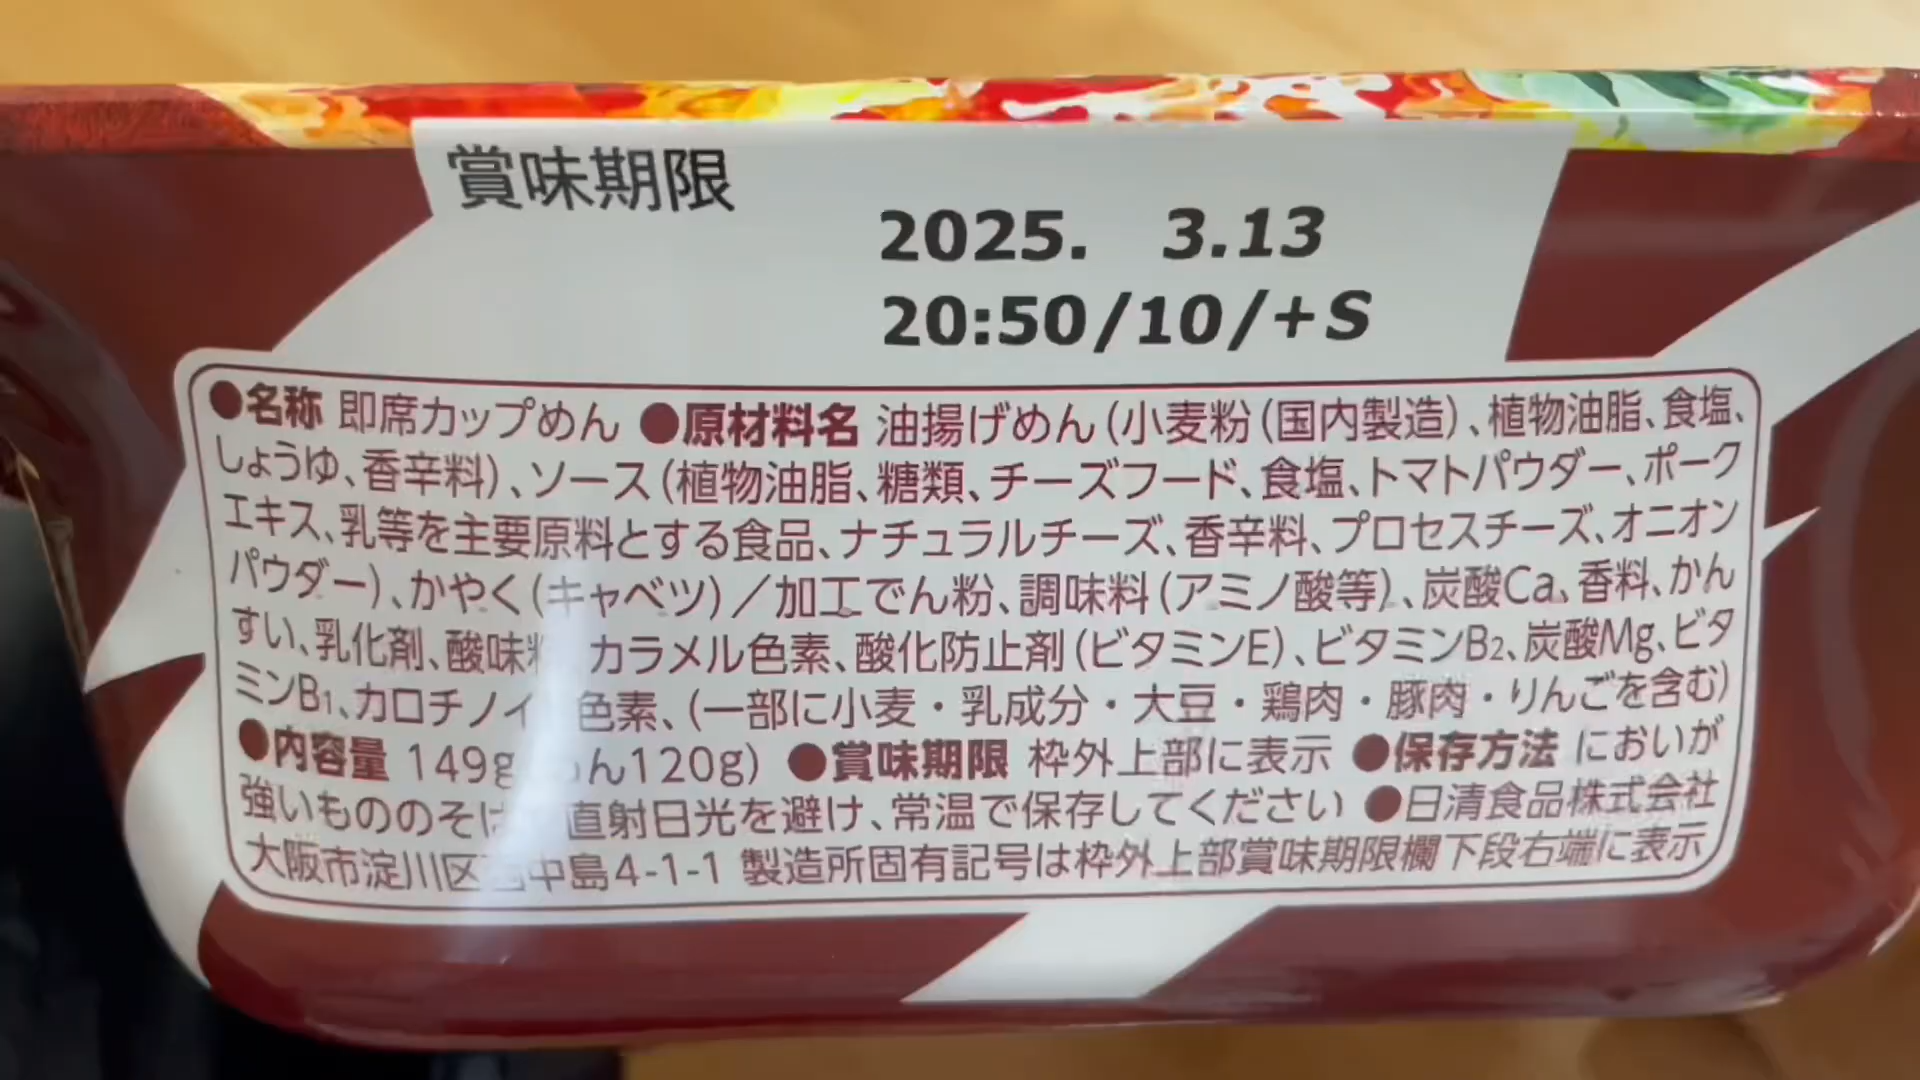 賞味期限
2025. 3.13
20:50/10/+S
●名称 即席カップめん ●原材料名 油揚げめん(小麦粉(国内製造)、植物油脂、食塩、
しょうゆ、香辛料)、ソース(植物油脂、糖類、チーズフード、食塩、トマトパウダー、ポーク
エキス、乳等を主要原料とする食品、ナチュラルチーズ、香辛料、プロセスチーズ、オニオン
パウダー)、かやく(キャベツ)/加工でん粉、調味料(アミノ酸等)、炭酸Ca、香料、かん
すい、乳化剤、酸味料、カラメル色素、酸化防止剤(ビタミンE)、ビタミンB2、炭酸Mg、ビタ
ミンB1、カロチノイド色素、(一部に小麦・乳成分・大豆・鶏肉・豚肉・りんごを含む)
●内容量 149g(めん120g) ●賞味期限 枠外上部に表示 ●保存方法 においが
強いもののそば 直射日光を避け、常温で保存してください ●日清食品株式会社
大阪市淀川区西中島4-1-1 製造所固有記号は枠外上部賞味期限欄下段右端に表示